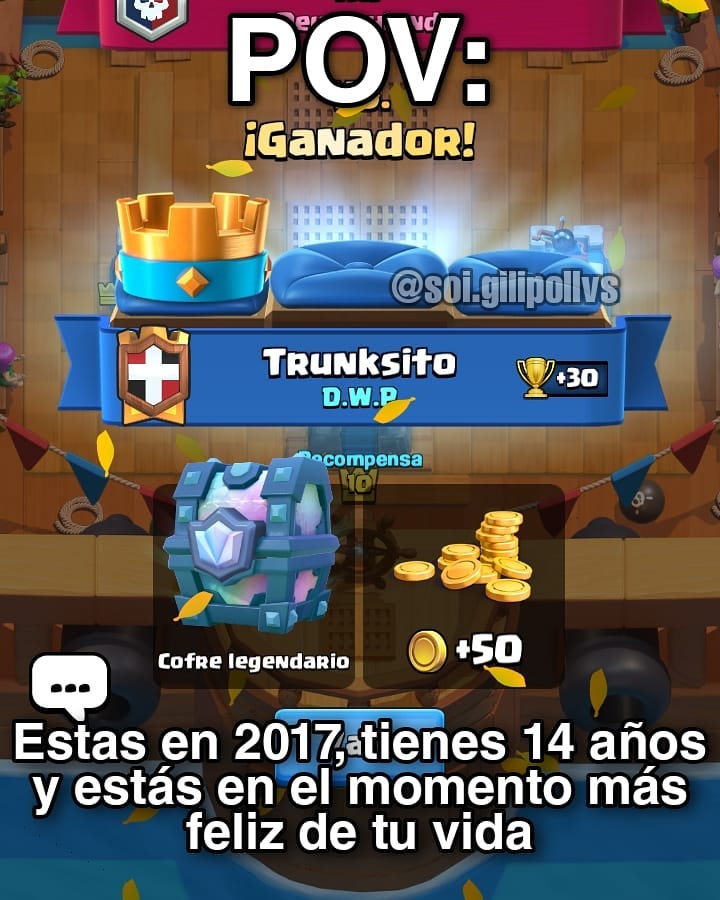 POV:
¡Ganador!
@soi.gilipollvs
Trunksito
+30
D.W.P
Recompensa
10
Cofre legendario
+50
...
Estas en 2017, tienes 14 años
y estás en el momento más
feliz de tu vida